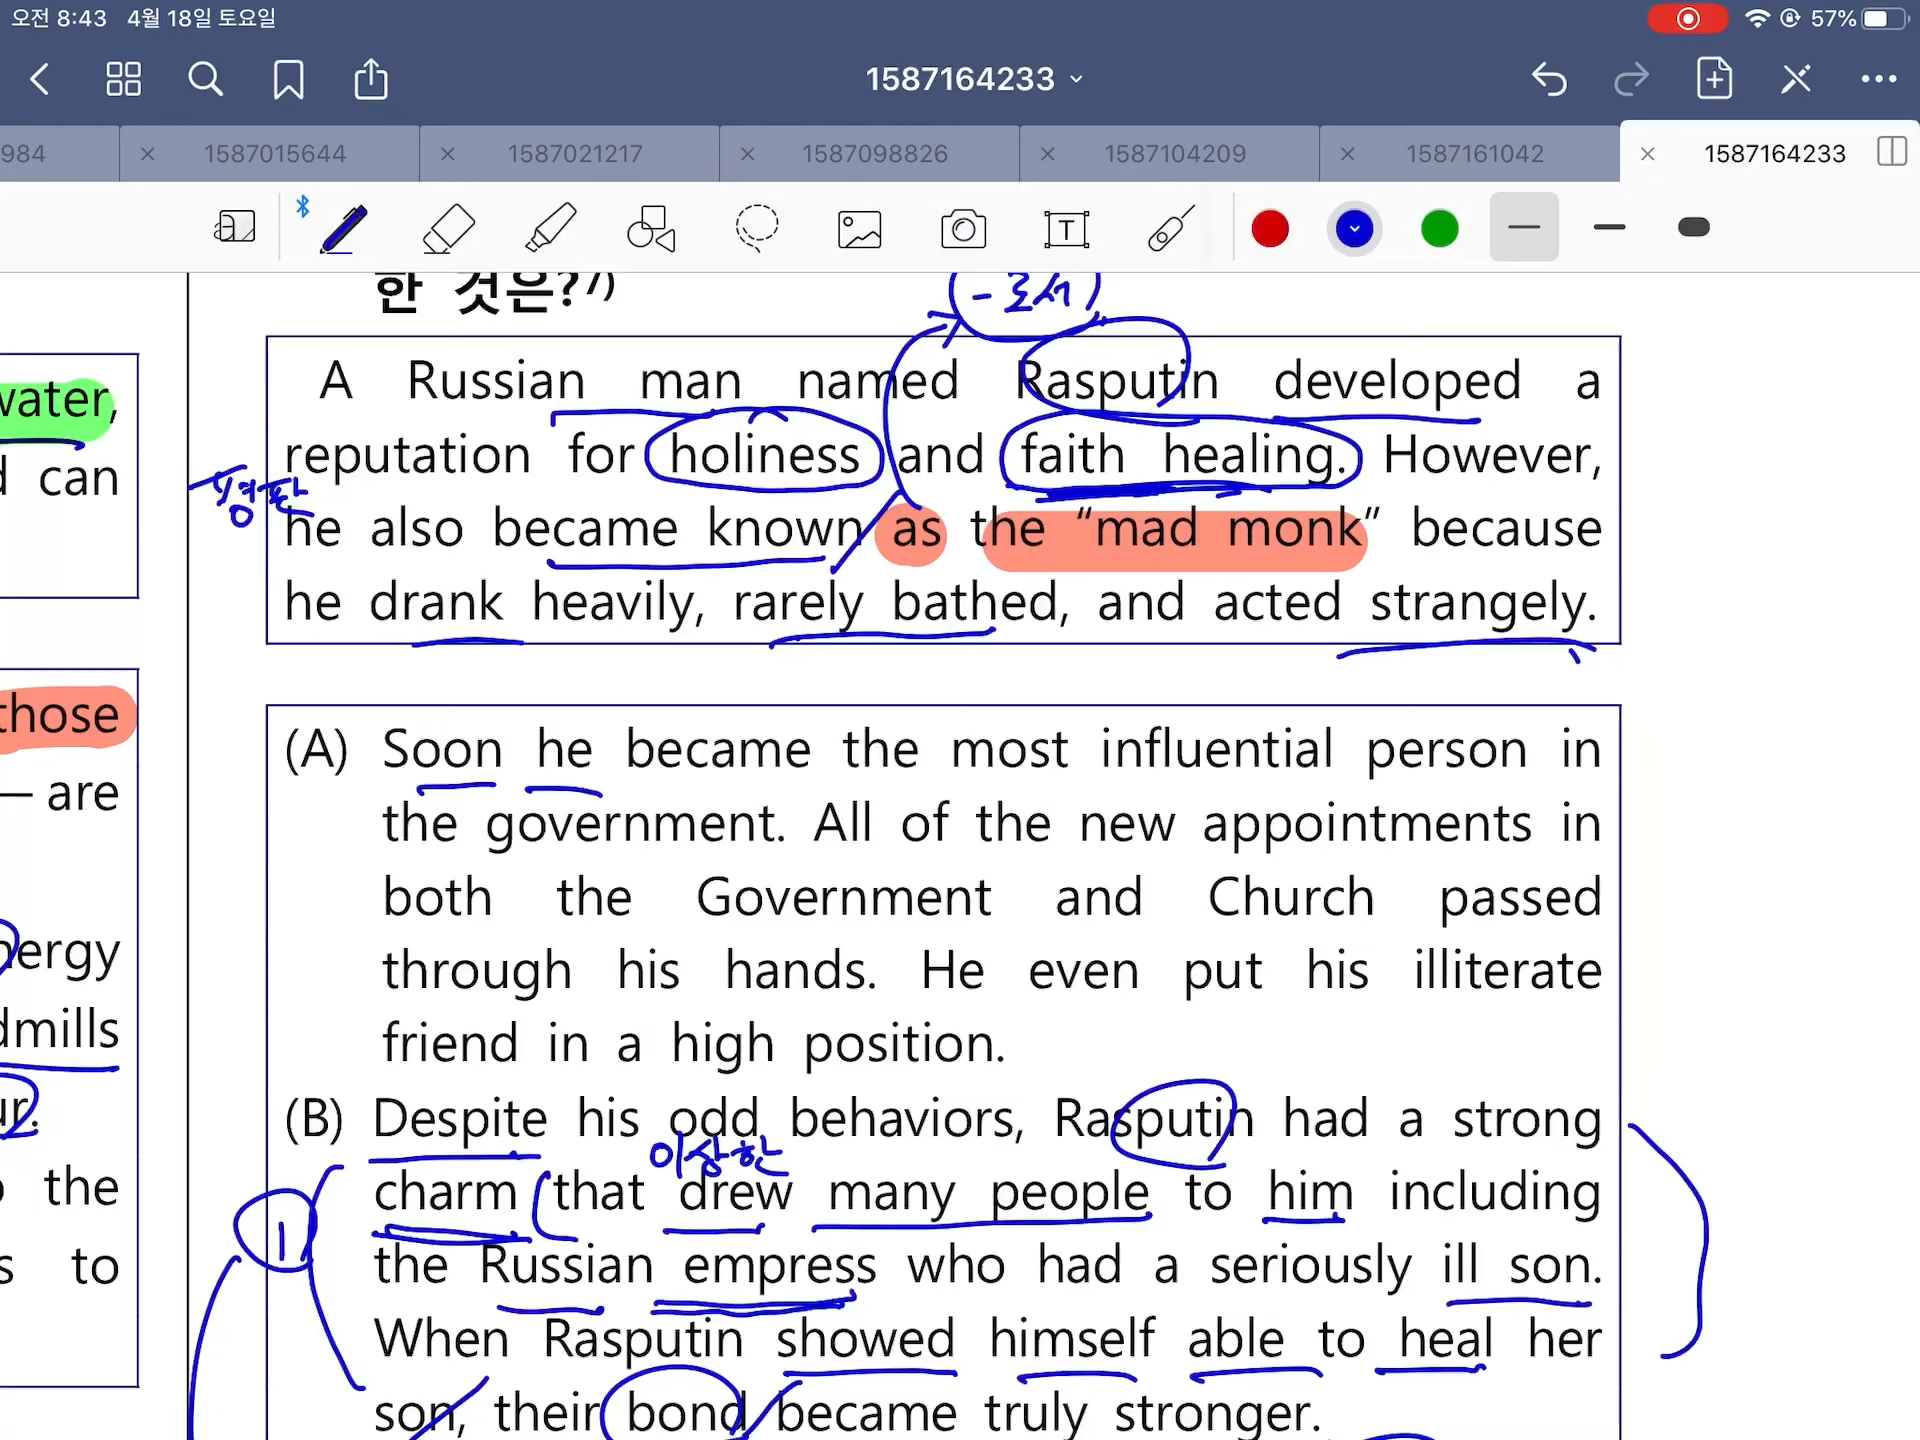 오전 8:43 4월 18일 토요일
57%
1587164233
984
1587015644
1587021217
1587098826
1587104209
1587161042
1587164233
한 것은?7)
(-로서)
A Russian man named Rasputin developed a
reputation for holiness and faith healing. However,
평판
he also became known as the “mad monk” because
he drank heavily, rarely bathed, and acted strangely.
(A) Soon he became the most influential person in
the government. All of the new appointments in
both the Government and Church passed
through his hands. He even put his illiterate
friend in a high position.
(B) Despite his odd behaviors, Rasputin had a strong
이상한
charm that drew many people to him including
1
the Russian empress who had a seriously ill son.
When Rasputin showed himself able to heal her
son, their bond became truly stronger.
water,
can
those
— are
energy
the
to